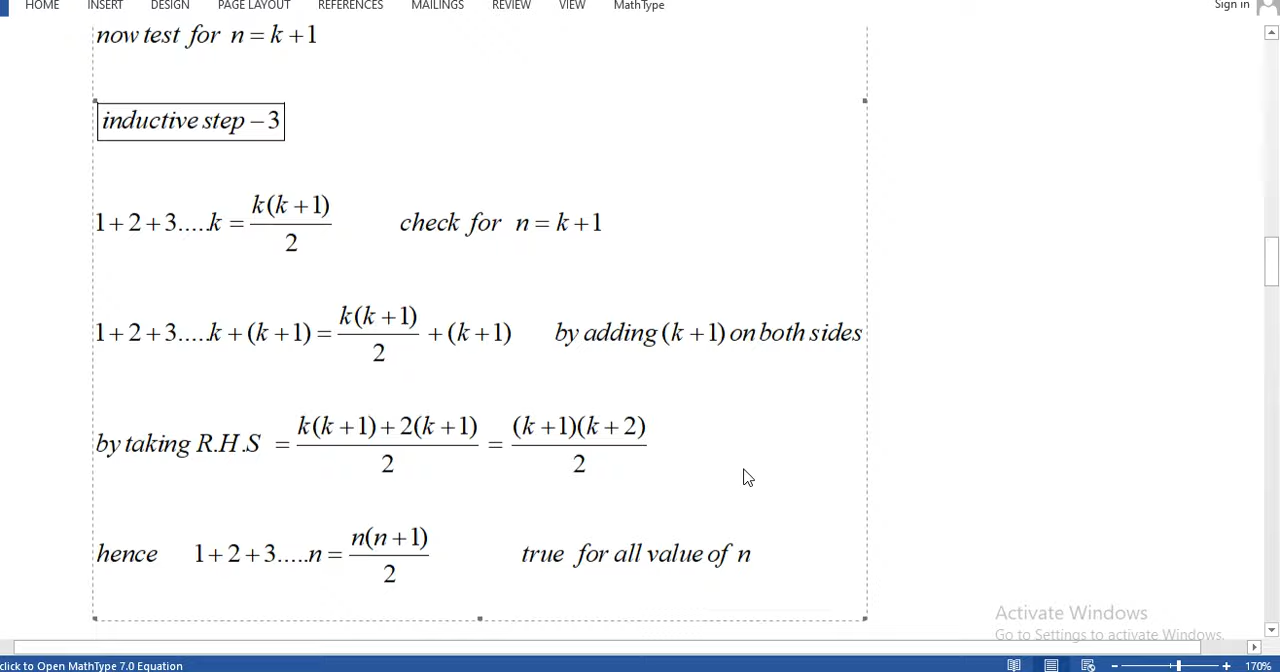 HOME INSERT DESIGN PAGE LAYOUT REFERENCES MAILINGS REVIEW VIEW MathType Sign in
now test for n = k + 1
inductive step − 3
1 + 2 + 3.....k = k(k + 1)/2 check for n = k + 1
1 + 2 + 3.....k + (k + 1) = k(k + 1)/2 + (k + 1) by adding (k + 1) on both sides
by taking R.H.S = (k(k + 1) + 2(k + 1))/2 = (k + 1)(k + 2)/2
hence 1 + 2 + 3.....n = n(n + 1)/2 true for all value of n
Activate Windows
Go to Settings to activate Windows.
click to Open MathType 7.0 Equation 170%